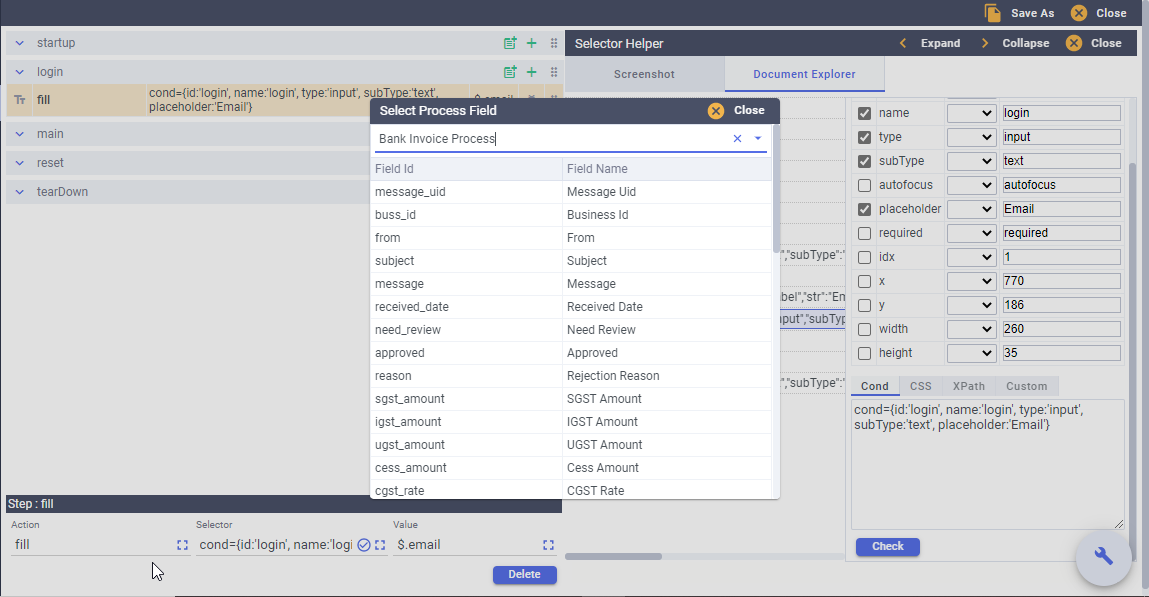 Save As
Close
startup
login
Tr
fill
cond={id:'login', name:'login', type:'input', subType:'text',
placeholder:'Email'}
$.email
main
reset
tearDown
Selector Helper
Expand
Collapse
Close
Screenshot
Document Explorer
Select Process Field
Close
Bank Invoice Process
Field Id Field Name
message_uid Message Uid
buss_id Business Id
from From
subject Subject
message Message
received_date Received Date
need_review Need Review
approved Approved
reason Rejection Reason
sgst_amount SGST Amount
igst_amount IGST Amount
ugst_amount UGST Amount
cess_amount Cess Amount
cgst_rate CGST Rate
","subType":"
bel","str":"Em
nput","subTyp
","subType":"
name login
type input
subType text
autofocus autofocus
placeholder Email
required required
idx 1
x 770
y 186
width 260
height 35
Cond CSS XPath Custom
cond={id:'login', name:'login', type:'input',
subType:'text', placeholder:'Email'}
Check
Step : fill
Action Selector Value
fill cond={id:'login', name:'logi $.email
Delete